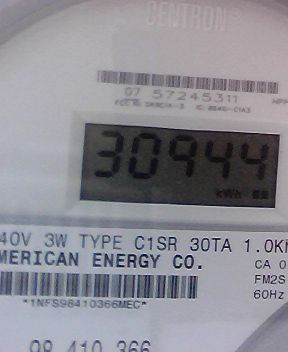 CENTRON®
07 57245311
30944
kWh
40V 3W TYPE C1SR 30TA 1.0K
MERICAN ENERGY CO.
CA 0
FM2S
60Hz
*1NFS98410366MEC*
98 410 366